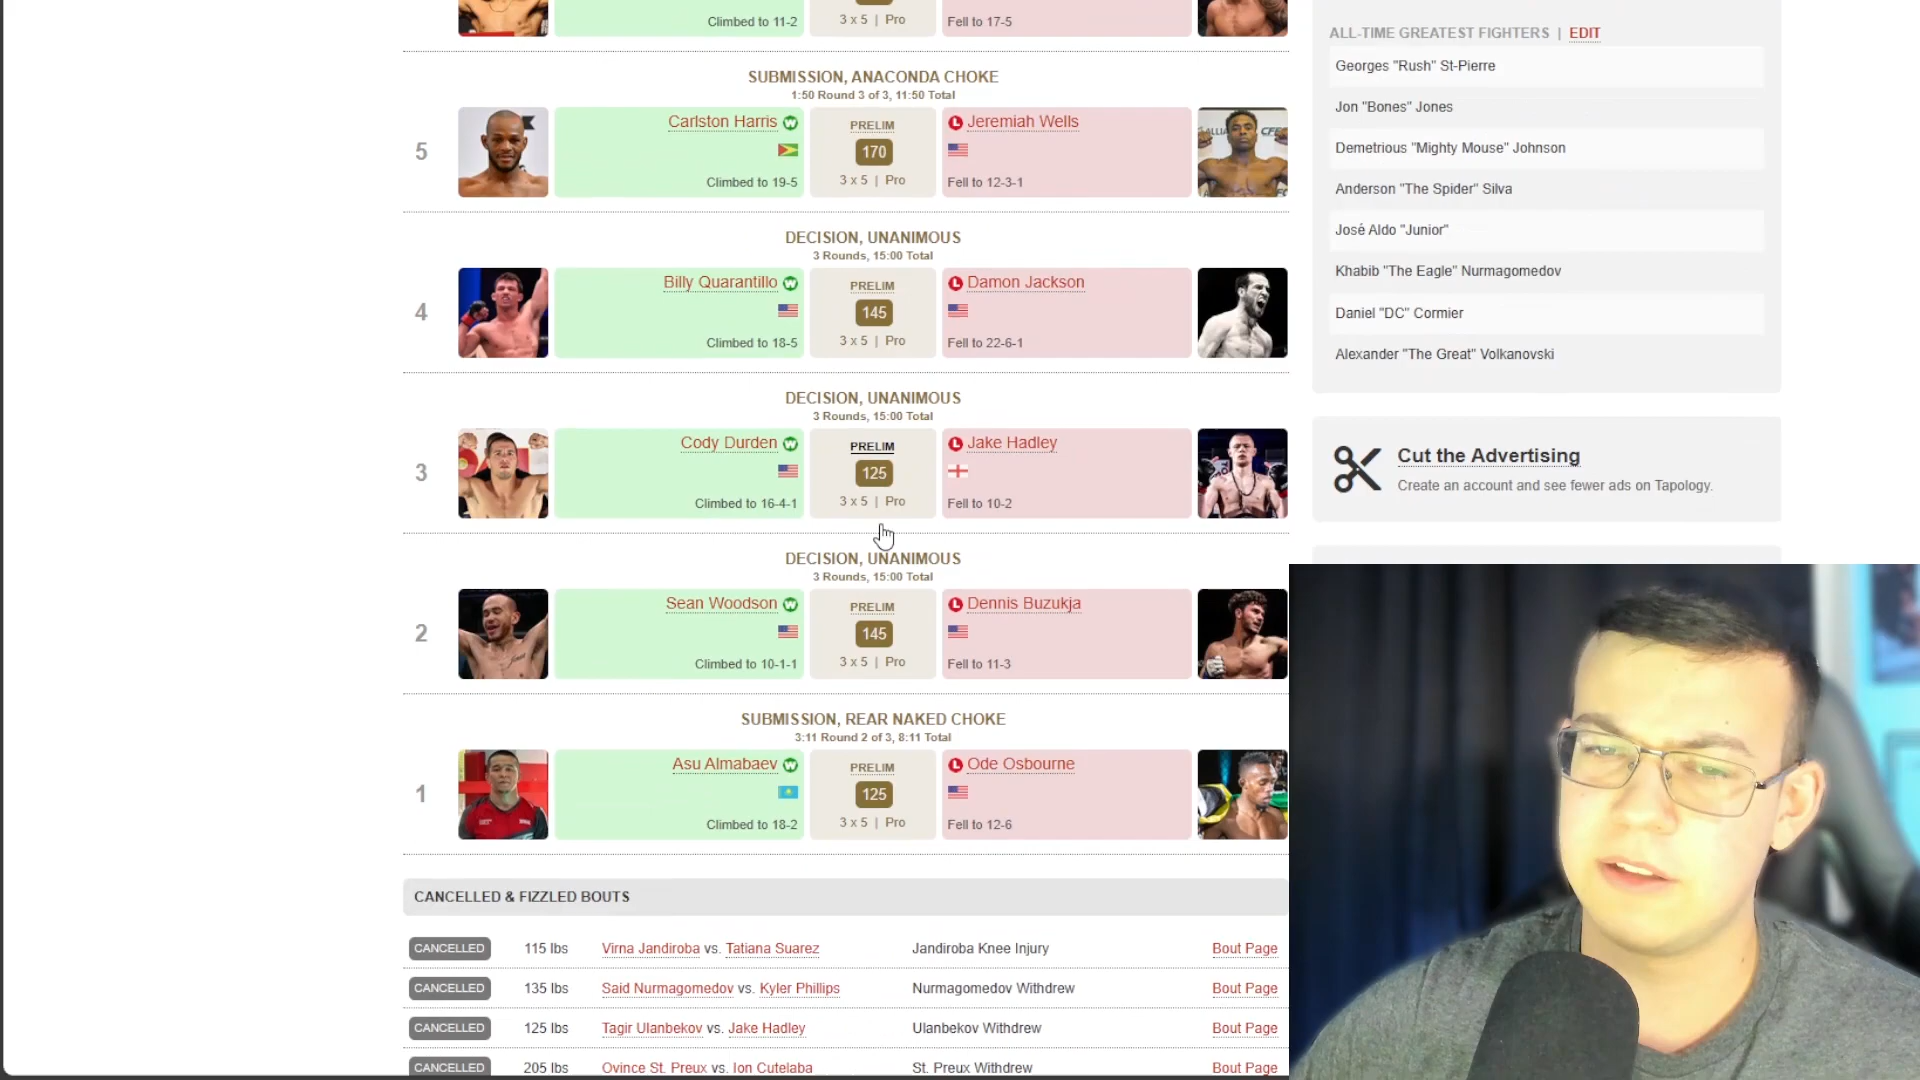 Climbed to 11-2
3 x 5 | Pro
Fell to 17-5
SUBMISSION, ANACONDA CHOKE
1:50 Round 3 of 3, 11:50 Total
5
Carlston Harris W
Climbed to 19-5
PRELIM
170
3 x 5 | Pro
L Jeremiah Wells
Fell to 12-3-1
DECISION, UNANIMOUS
3 Rounds, 15:00 Total
4
Billy Quarantillo W
Climbed to 18-5
PRELIM
145
3 x 5 | Pro
L Damon Jackson
Fell to 22-6-1
DECISION, UNANIMOUS
3 Rounds, 15:00 Total
3
Cody Durden W
Climbed to 16-4-1
PRELIM
125
3 x 5 | Pro
L Jake Hadley
Fell to 10-2
DECISION, UNANIMOUS
3 Rounds, 15:00 Total
2
Sean Woodson W
Climbed to 10-1-1
PRELIM
145
3 x 5 | Pro
L Dennis Buzukja
Fell to 11-3
SUBMISSION, REAR NAKED CHOKE
3:11 Round 2 of 3, 8:11 Total
1
Asu Almabaev W
Climbed to 18-2
PRELIM
125
3 x 5 | Pro
L Ode Osbourne
Fell to 12-6
CANCELLED & FIZZLED BOUTS
CANCELLED 115 lbs Virna Jandiroba vs. Tatiana Suarez Jandiroba Knee Injury Bout Page
CANCELLED 135 lbs Said Nurmagomedov vs. Kyler Phillips Nurmagomedov Withdrew Bout Page
CANCELLED 125 lbs Tagir Ulanbekov vs. Jake Hadley Ulanbekov Withdrew Bout Page
CANCELLED 205 lbs Ovince St. Preux vs. Ion Cutelaba St. Preux Withdrew Bout Page
ALL-TIME GREATEST FIGHTERS | EDIT
Georges "Rush" St-Pierre
Jon "Bones" Jones
Demetrious "Mighty Mouse" Johnson
Anderson "The Spider" Silva
José Aldo "Junior"
Khabib "The Eagle" Nurmagomedov
Daniel "DC" Cormier
Alexander "The Great" Volkanovski
Cut the Advertising
Create an account and see fewer ads on Tapology.